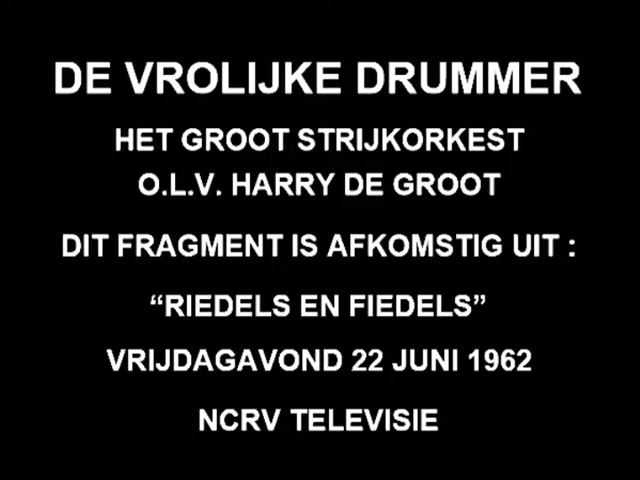 DE VROLIJKE DRUMMER
HET GROOT STRIJKORKEST
O.L.V. HARRY DE GROOT
DIT FRAGMENT IS AFKOMSTIG UIT :
“RIEDELS EN FIEDELS”
VRIJDAGAVOND 22 JUNI 1962
NCRV TELEVISIE